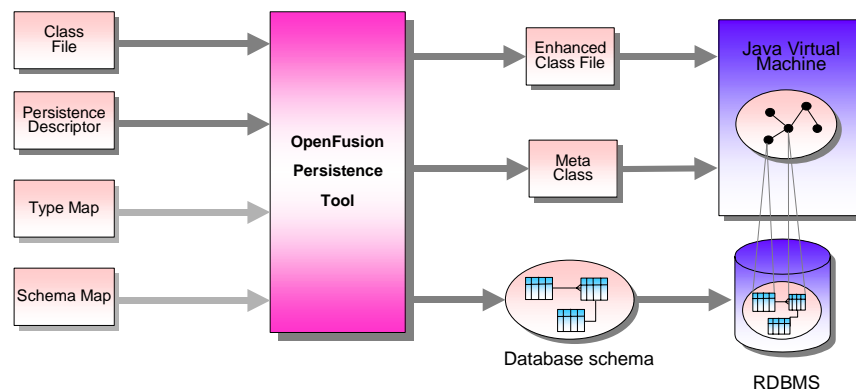 Class
File
Persistence
Descriptor
Type Map
Schema Map
OpenFusion
Persistence
Tool
Enhanced
Class File
Meta
Class
Database schema
Java Virtual
Machine
RDBMS